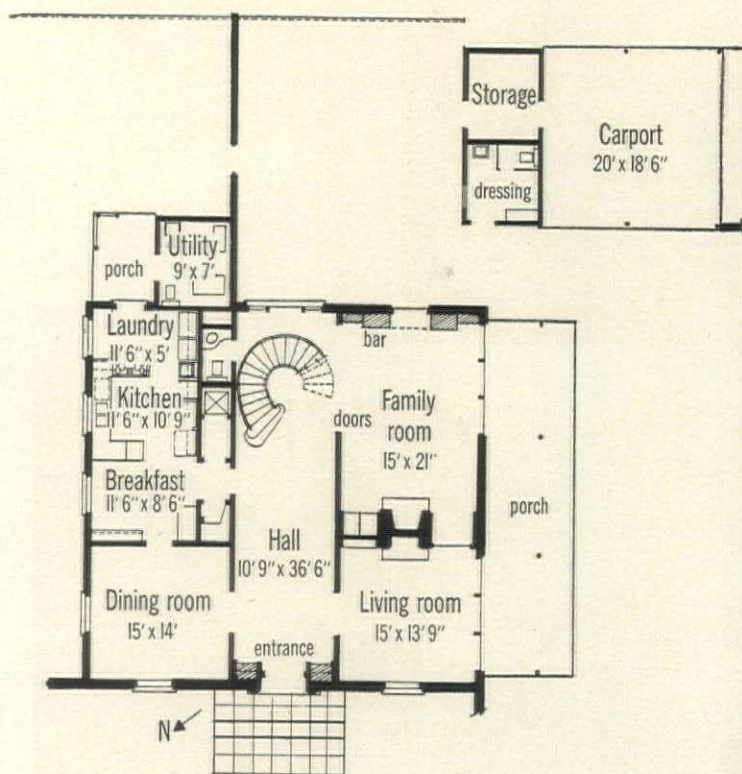 Storage
Carport
20' x 18' 6"
dressing
Utility
9' x 7'
porch
Laundry
11' 6" x 5'
bar
Kitchen
11' 6" x 10' 9"
doors
Family
room
15' x 21"
Breakfast
11' 6" x 8' 6"
porch
Hall
10' 9" x 36' 6"
Dining room
15' x 14'
Living room
15' x 13' 9"
entrance
N